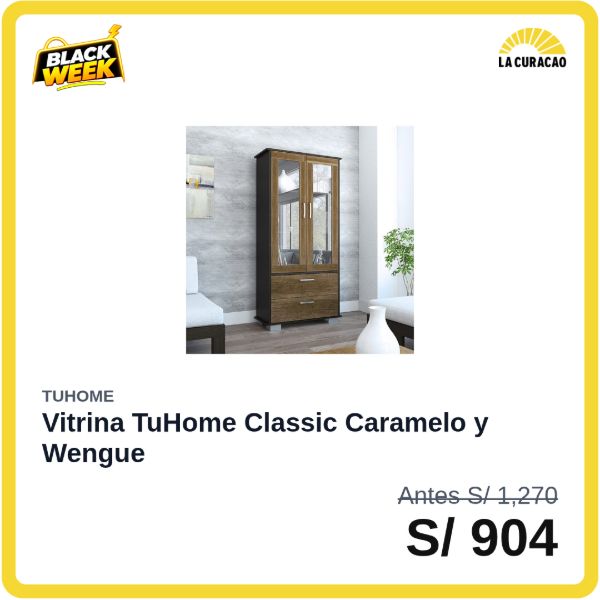 BLACK
WEEK
LA CURACAO
TUHOME
Vitrina TuHome Classic Caramelo y
Wengue
Antes S/ 1,270
S/ 904